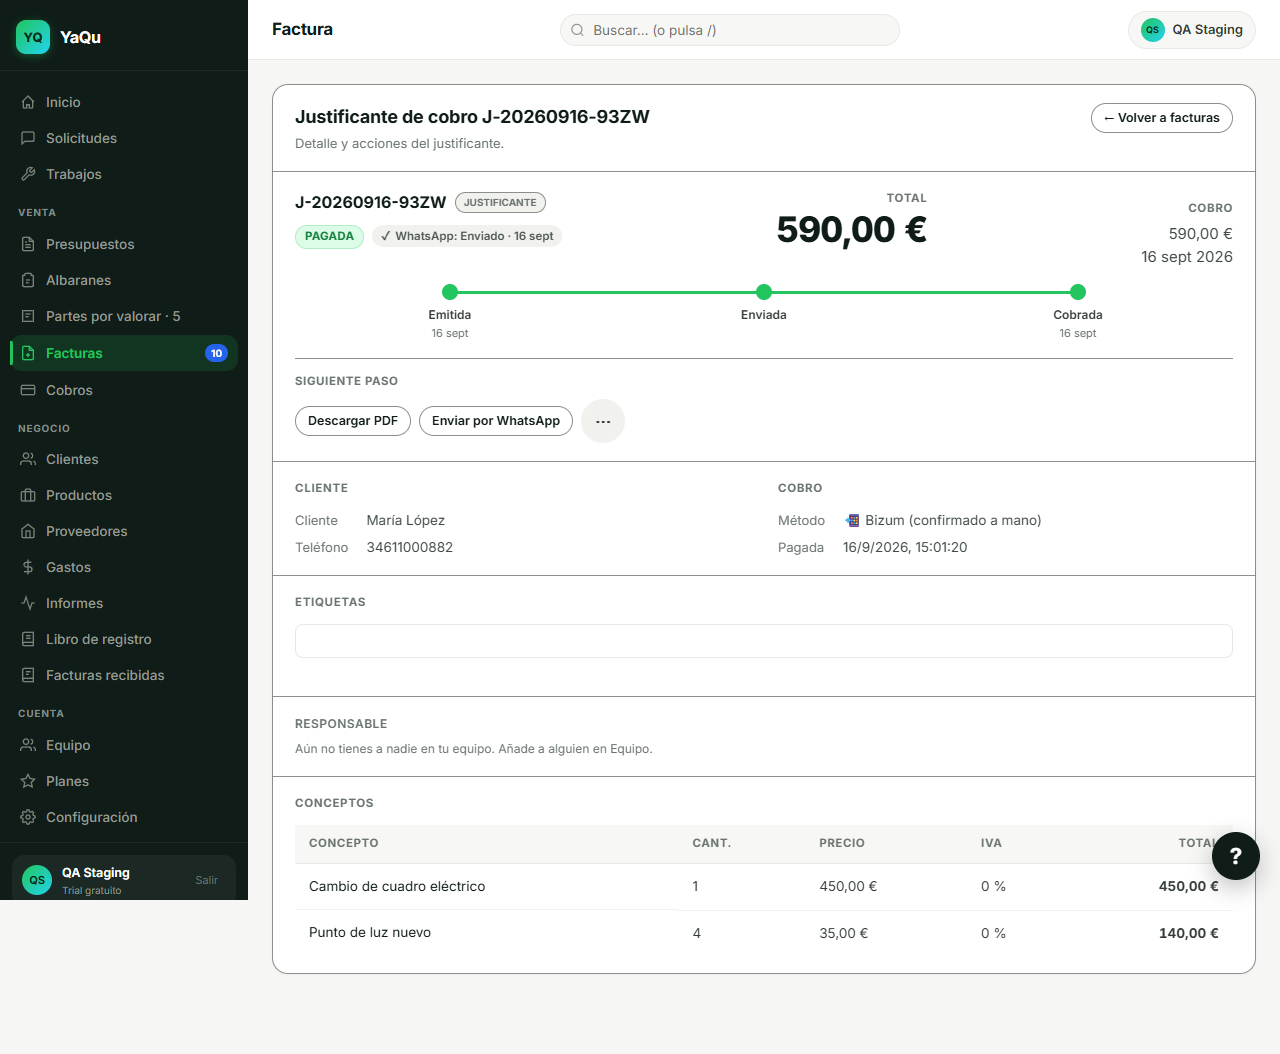 YQ
YaQu
Inicio
Solicitudes
Trabajos
VENTA
Presupuestos
Albaranes
Partes por valorar · 5
Facturas
10
Cobros
NEGOCIO
Clientes
Productos
Proveedores
Gastos
Informes
Libro de registro
Facturas recibidas
CUENTA
Equipo
Planes
Configuración
QS
QA Staging
Trial gratuito
Salir
Factura
Buscar... (o pulsa /)
QS
QA Staging
Justificante de cobro J-20260916-93ZW
Detalle y acciones del justificante.
← Volver a facturas
J-20260916-93ZW
JUSTIFICANTE
PAGADA
✓ WhatsApp: Enviado · 16 sept
TOTAL
590,00 €
COBRO
590,00 €
16 sept 2026
Emitida
16 sept
Enviada
Cobrada
16 sept
SIGUIENTE PASO
Descargar PDF
Enviar por WhatsApp
...
CLIENTE
Cliente María López
Teléfono 34611000882
COBRO
Método 📲 Bizum (confirmado a mano)
Pagada 16/9/2026, 15:01:20
ETIQUETAS
RESPONSABLE
Aún no tienes a nadie en tu equipo. Añade a alguien en Equipo.
CONCEPTOS
CONCEPTO CANT. PRECIO IVA TOTAL
Cambio de cuadro eléctrico 1 450,00 € 0 % 450,00 €
Punto de luz nuevo 4 35,00 € 0 % 140,00 €
?